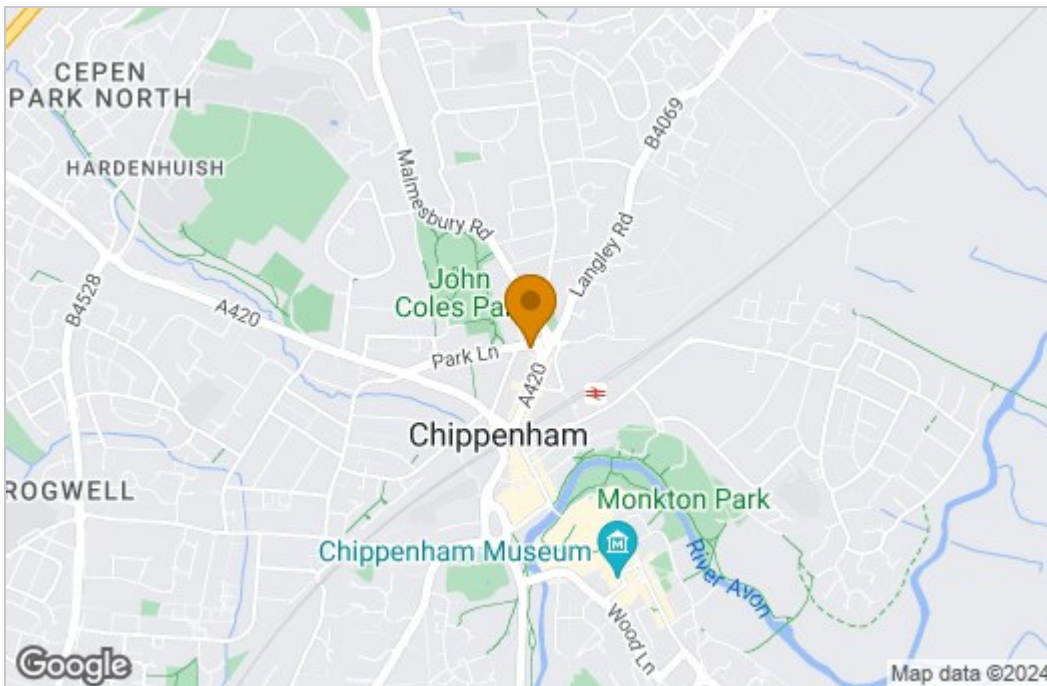 CEPEN
PARK NORTH
HARDENHUISH
B4069
Malmesbury Rd
Langley Rd
John
Coles
B4528
A420
Park Ln
A420
Chippenham
ROGWELL
Monkton Park
Chippenham Museum
River Avon
Wood Ln
Google
Map data ©2024